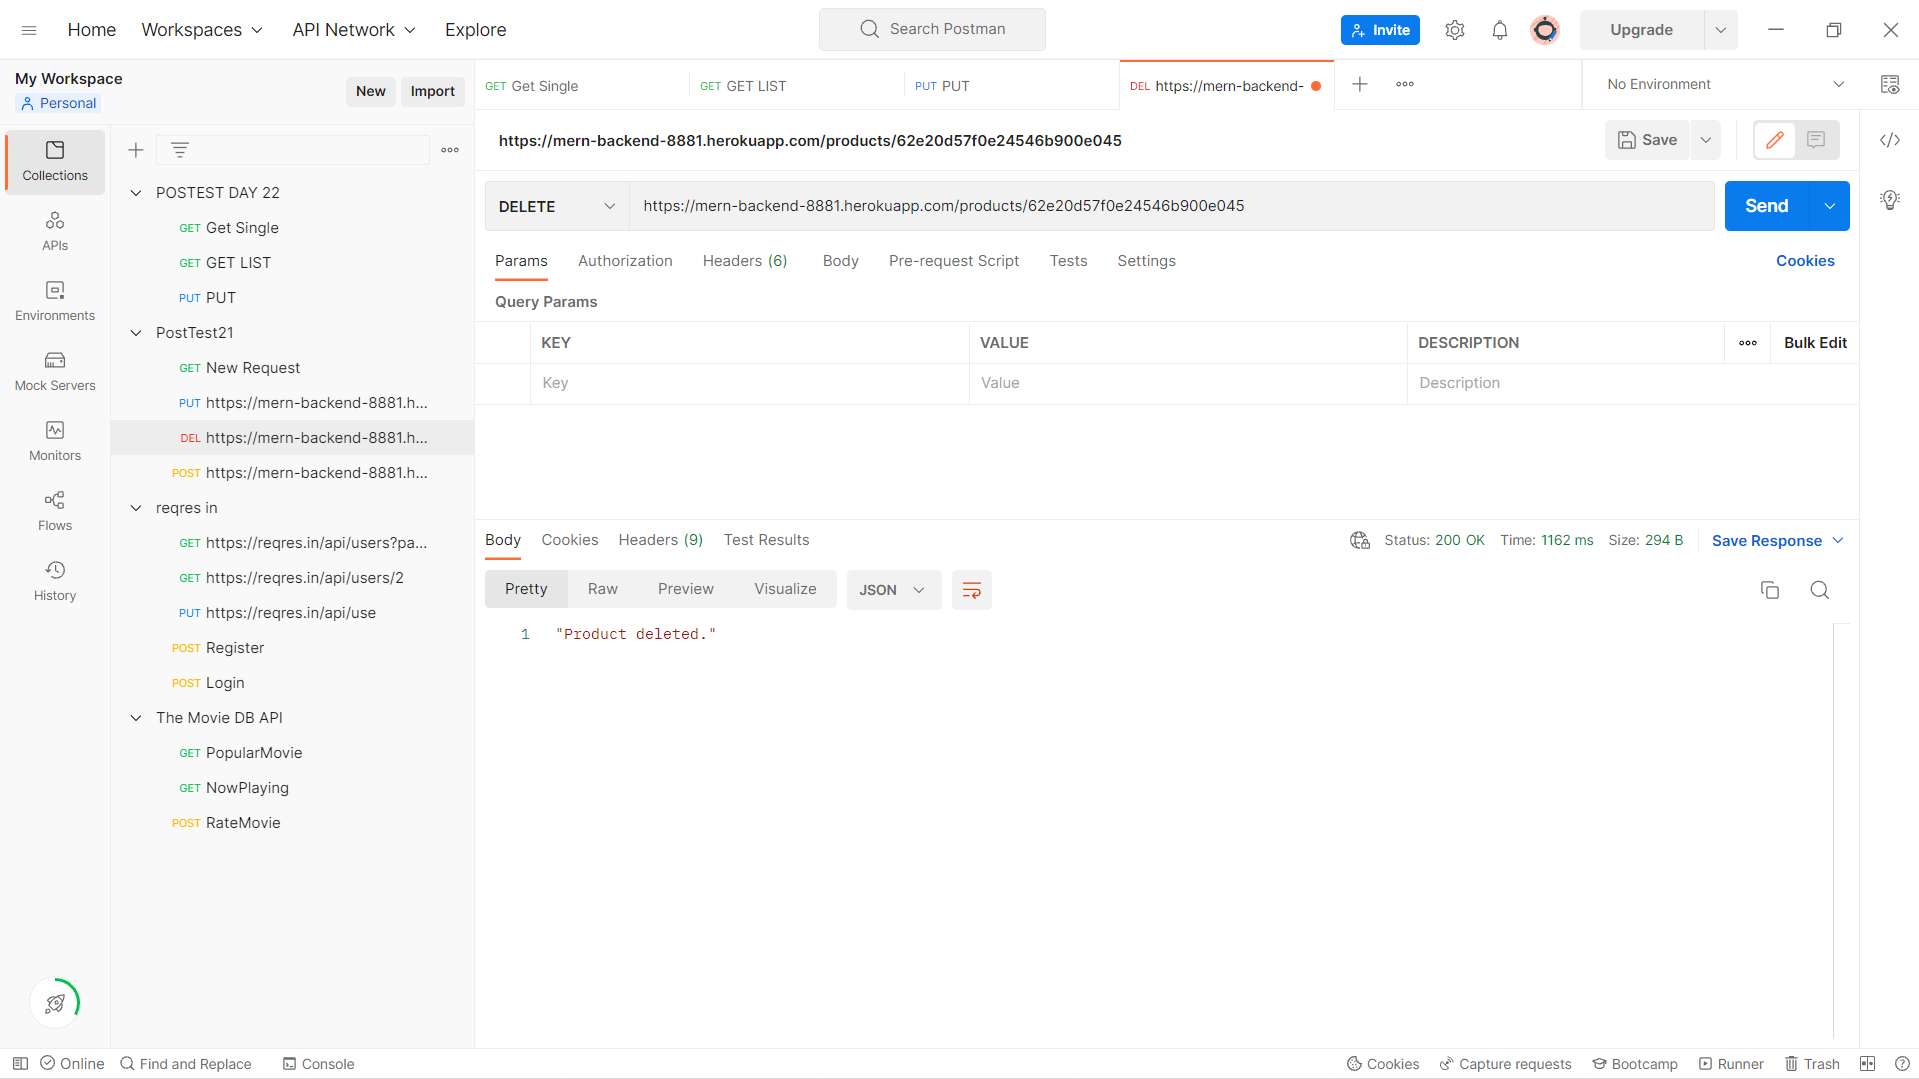 Home Workspaces API Network Explore Search Postman Invite Upgrade
My Workspace
Personal
New Import
GET Get Single GET GET LIST PUT PUT DEL https://mern-backend- No Environment
https://mern-backend-8881.herokuapp.com/products/62e20d57f0e24546b900e045 Save
DELETE https://mern-backend-8881.herokuapp.com/products/62e20d57f0e24546b900e045 Send
Params Authorization Headers (6) Body Pre-request Script Tests Settings Cookies
Query Params
KEY VALUE DESCRIPTION Bulk Edit
Key Value Description
Collections
APIs
Environments
Mock Servers
Monitors
Flows
History
POSTEST DAY 22
GET Get Single
GET GET LIST
PUT PUT
PostTest21
GET New Request
PUT https://mern-backend-8881.h...
DEL https://mern-backend-8881.h...
POST https://mern-backend-8881.h...
reqres in
GET https://reqres.in/api/users?pa...
GET https://reqres.in/api/users/2
PUT https://reqres.in/api/use
POST Register
POST Login
The Movie DB API
GET PopularMovie
GET NowPlaying
POST RateMovie
Body Cookies Headers (9) Test Results Status: 200 OK Time: 1162 ms Size: 294 B Save Response
Pretty Raw Preview Visualize JSON
1 "Product deleted."
Online Find and Replace Console Cookies Capture requests Bootcamp Runner Trash